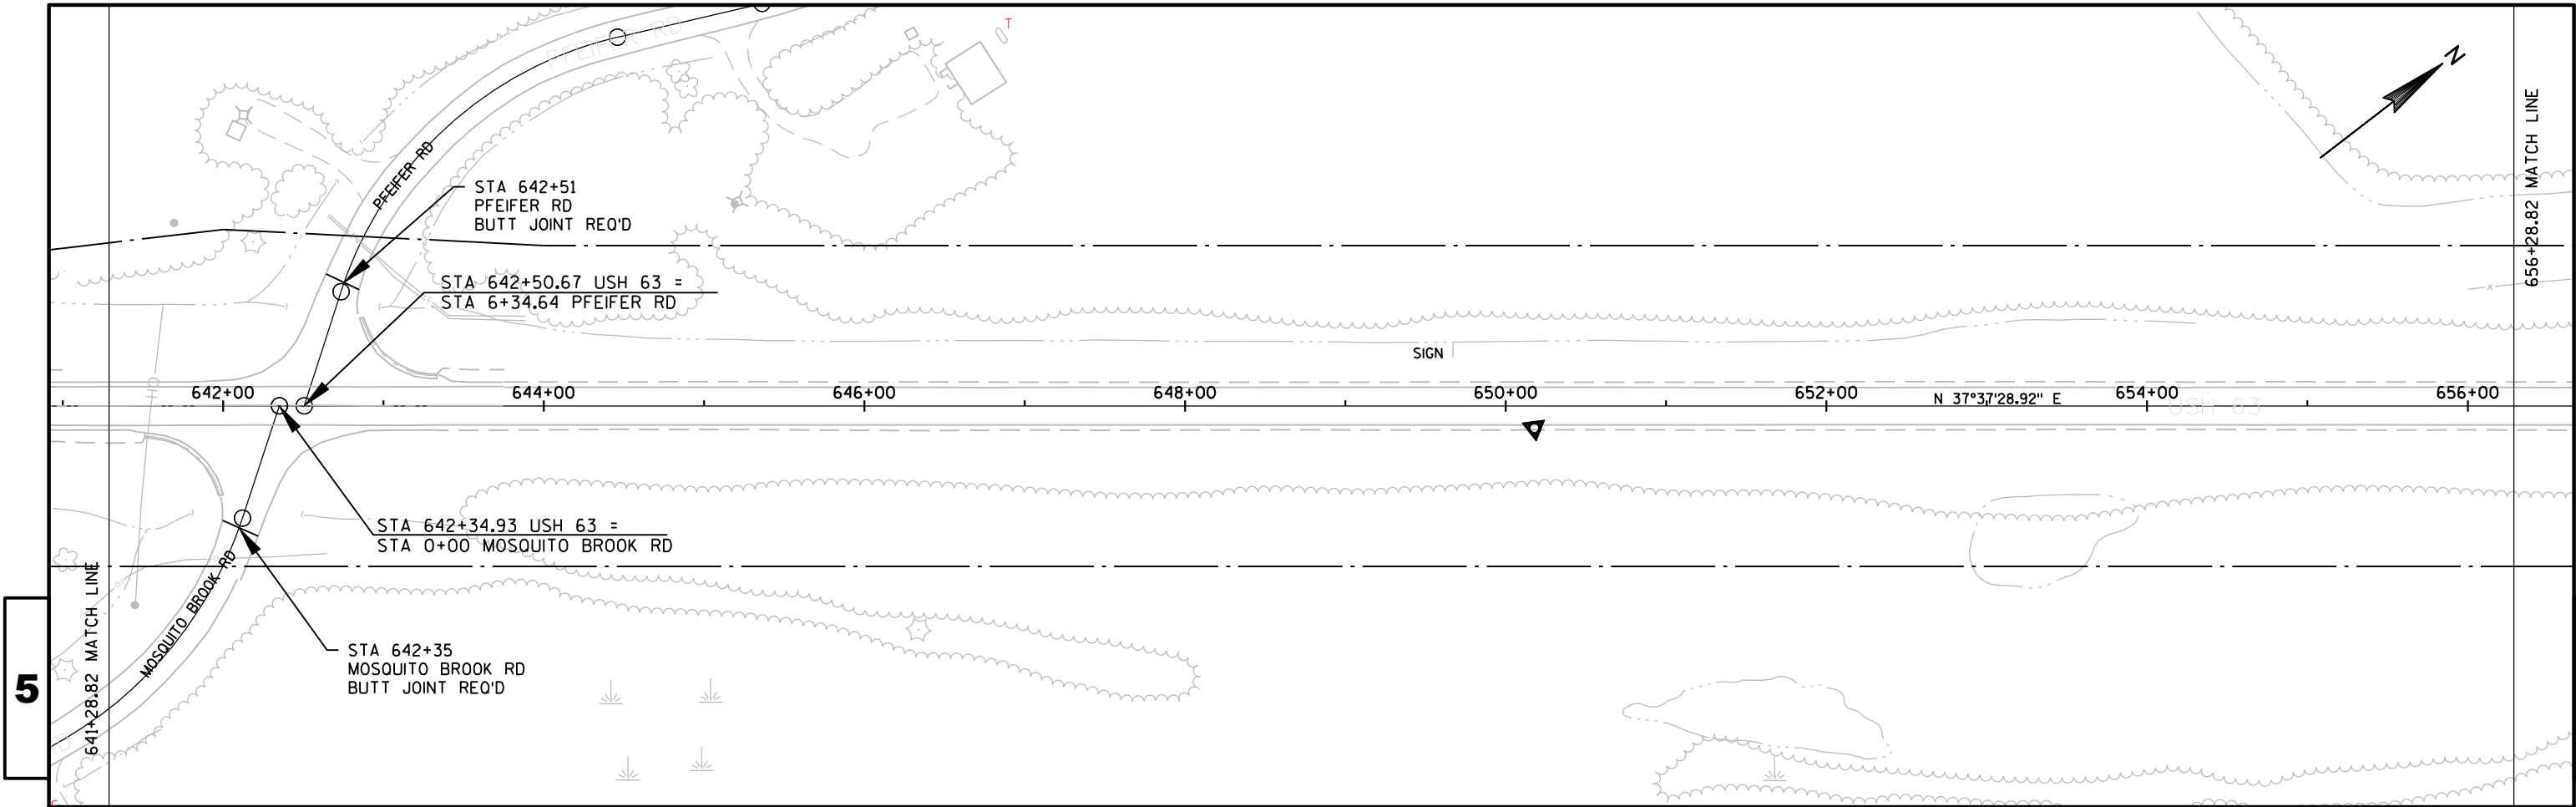 T
PFEIFER RD
N
656+28.82 MATCH LINE
PFEIFER RD
STA 642+51
PFEIFER RD
BUTT JOINT REQ'D
STA 642+50.67 USH 63 =
STA 6+34.64 PFEIFER RD
SIGN
642+00 644+00 646+00 648+00 650+00 652+00 654+00 656+00
N 37°37'28.92" E
USH 63
STA 642+34.93 USH 63 =
STA 0+00 MOSQUITO BROOK RD
MOSQUITO BROOK RD
641+28.82 MATCH LINE
STA 642+35
MOSQUITO BROOK RD
BUTT JOINT REQ'D
5